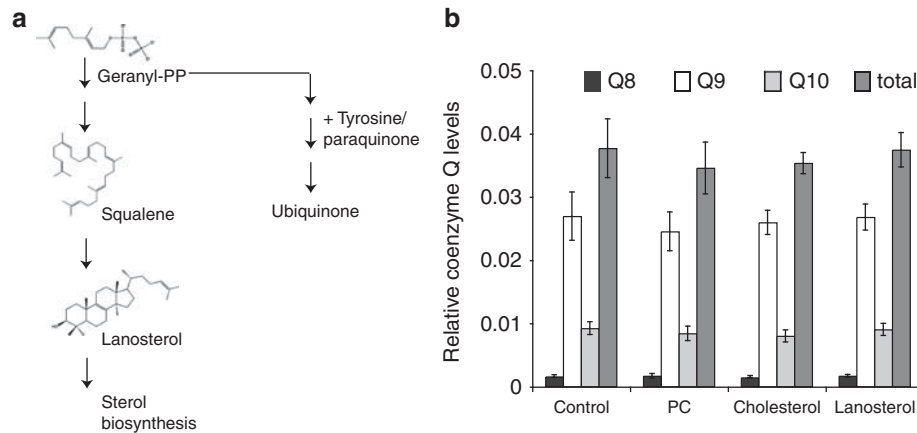 a
Geranyl-PP
+ Tyrosine/
paraquinone
Squalene
Ubiquinone
Lanosterol
Sterol
biosynthesis
b
Q8 Q9 Q10 total
Relative coenzyme Q levels
0.05
0.04
0.03
0.02
0.01
0
Control PC Cholesterol Lanosterol